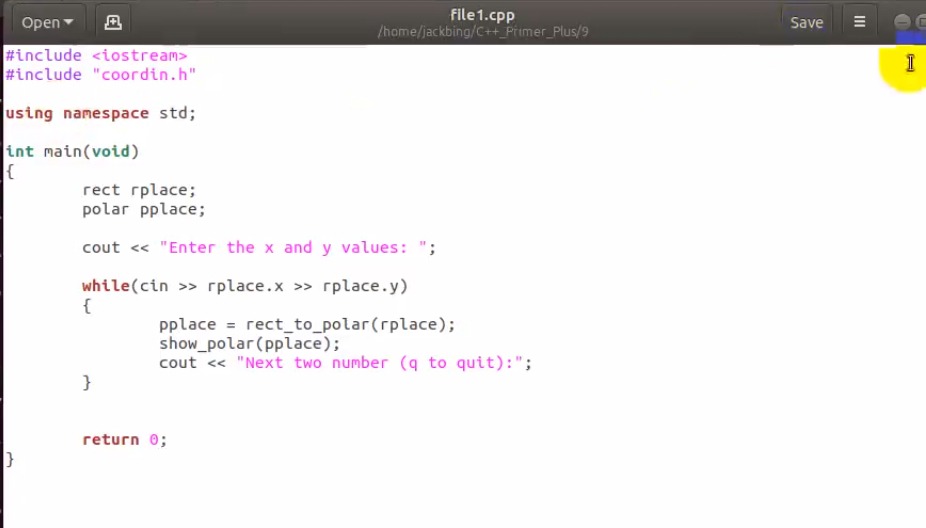 Open
file1.cpp
/home/jackbing/C++_Primer_Plus/9
Save
#include <iostream>
#include "coordin.h"
using namespace std;
int main(void)
{
rect rplace;
polar pplace;
cout << "Enter the x and y values: ";
while(cin >> rplace.x >> rplace.y)
{
pplace = rect_to_polar(rplace);
show_polar(pplace);
cout << "Next two number (q to quit):";
}
return 0;
}